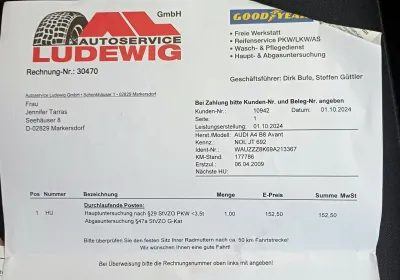 GmbH
AUTOSERVICE
LUDEWIG
GOODYEAR
Rechnung-Nr.: 30470
• Freie Werkstatt
• Reifenservice PKW/LKW/AS
• Wasch- & Pflegedienst
• Haupt- & Abgasuntersuchung
Geschäftsführer: Dirk Bufe, Steffen Güttler
Autoservice Ludewig GmbH • Schenkhäuser 1 • 02829 Markersdorf
Frau
Jennifer Tarras
Seehäuser 8
D-02829 Markersdorf
Bei Zahlung bitte Kunden-Nr. und Beleg-Nr. angeben
Kunden-Nr.: 10942 Datum: 01.10.2024
Seite: 1
Leistungserstellung: 01.10.2024
Herst./Modell: AUDI A4 B8 Avant
Kennz.: NOL JT 692
Ident-Nr.: WAUZZZ8K69A213367
KM-Stand: 177786
Erstzul.: 06.04.2009
Nächste HU:
Pos Nummer Bezeichnung Menge E-Preis Summe MwSt
Durchlaufende Posten:
1 HU Hauptuntersuchung nach §29 StVZO PKW <3,5t 1,00 152,50 152,50
Abgasuntersuchung §47a StVZO G-Kat
Bitte überprüfen Sie den festen Sitz Ihrer Radmuttern nach ca. 50 km Fahrtstrecke!
Wir wünschen Ihnen eine gute Fahrt!
Bei Überweisung bitte die Rechnungsnummer oben links mit angeben!